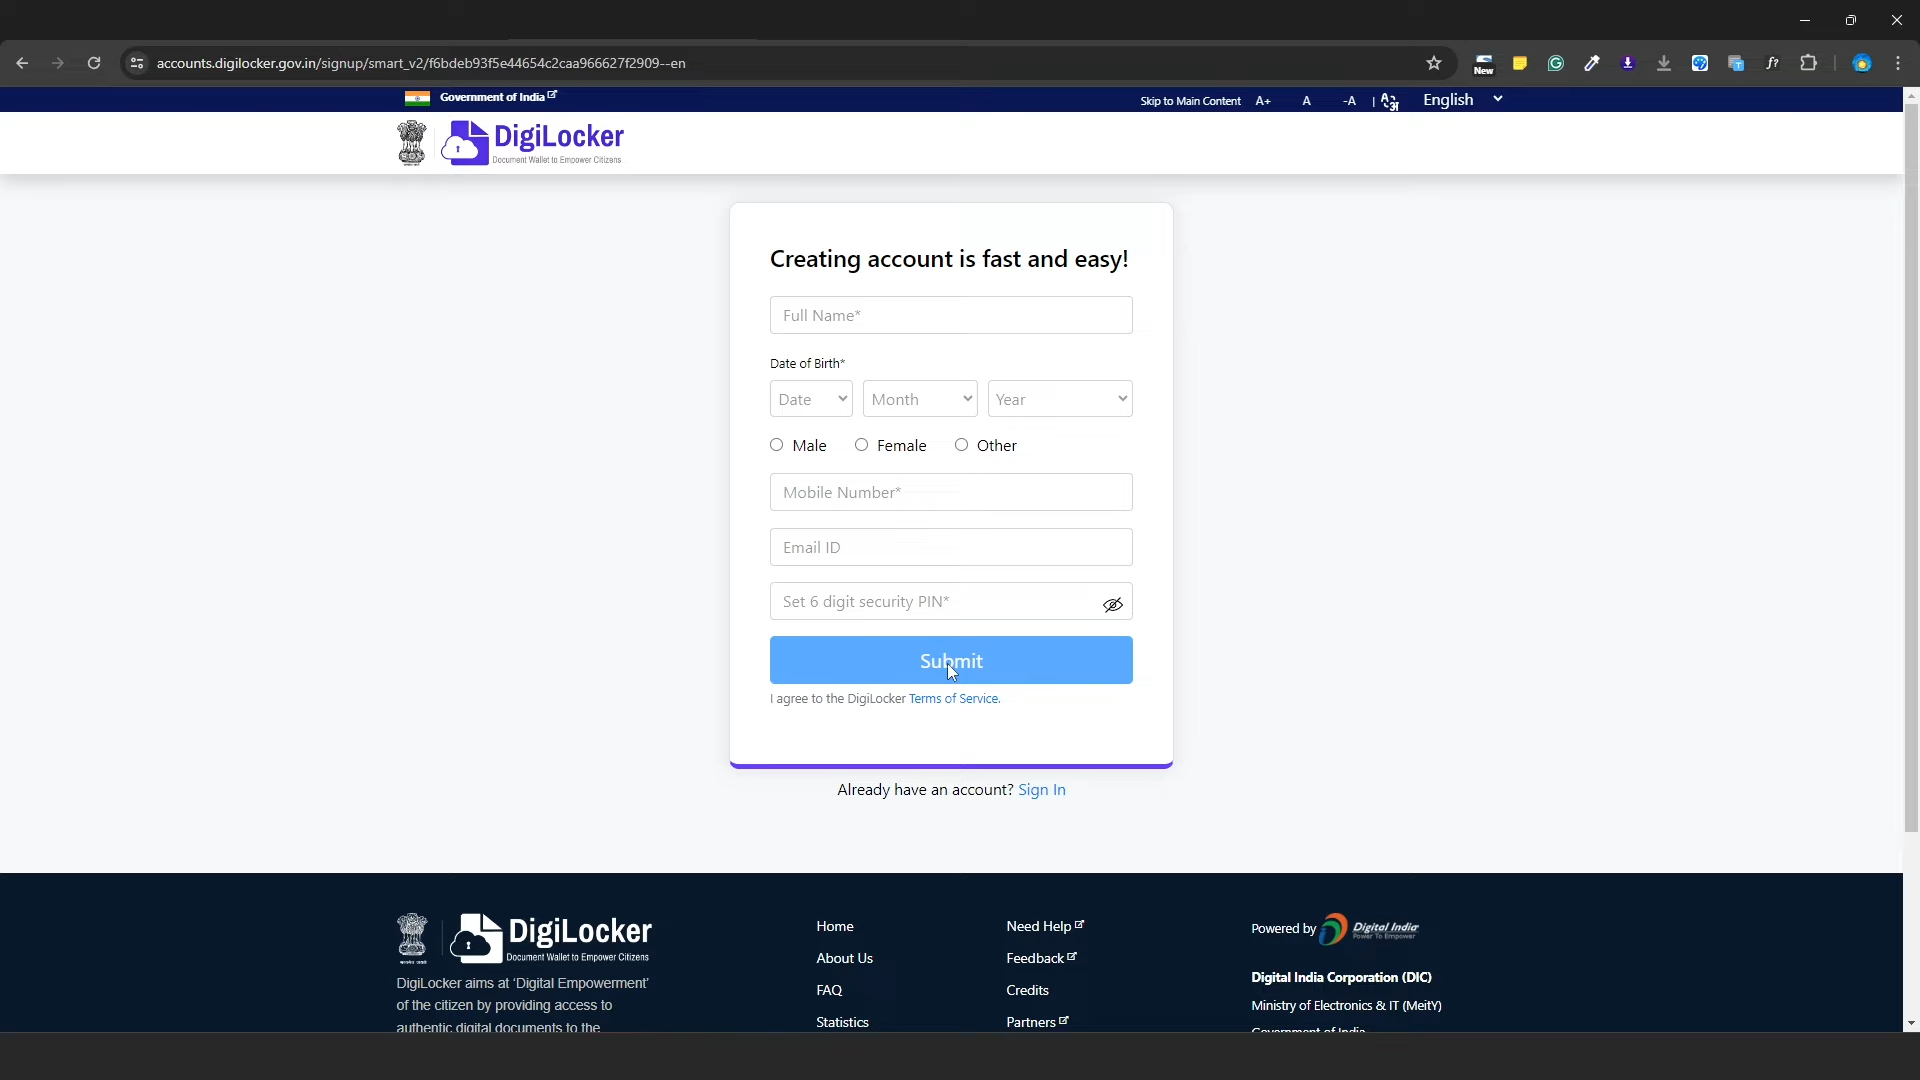 accounts.digilocker.gov.in/signup/smart_v2/f6bdeb93f5e44654c2caa966627f2909--en
New
Government of India
Skip to Main Content A+ A -A | English
DigiLocker
Document Wallet to Empower Citizens
Creating account is fast and easy!
Full Name*
Date of Birth*
Date Month Year
Male Female Other
Mobile Number*
Email ID
Set 6 digit security PIN*
Submit
I agree to the DigiLocker Terms of Service.
Already have an account? Sign In
DigiLocker
Document Wallet to Empower Citizens
DigiLocker aims at 'Digital Empowerment'
of the citizen by providing access to
authentic digital documents to the
Home
About Us
FAQ
Statistics
Need Help
Feedback
Credits
Partners
Powered by Digital India
Power To Empower
Digital India Corporation (DIC)
Ministry of Electronics & IT (MeitY)
Government of India